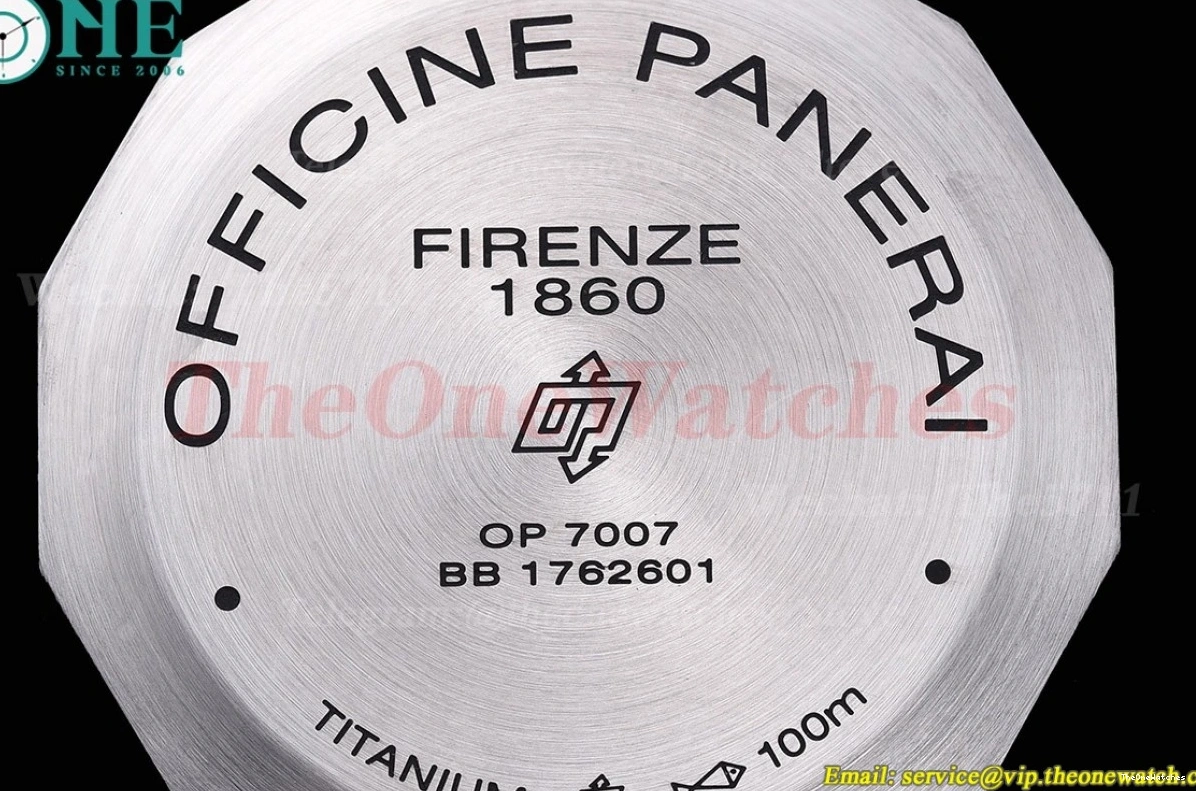 ONE
SINCE 2006
OFFICINE PANERAI
FIRENZE
1860
TheOneWatches
OP
OP 7007
BB 1762601
TITANIUM
100m
Email: service@vip.theonewatch.c
TheOneWatches